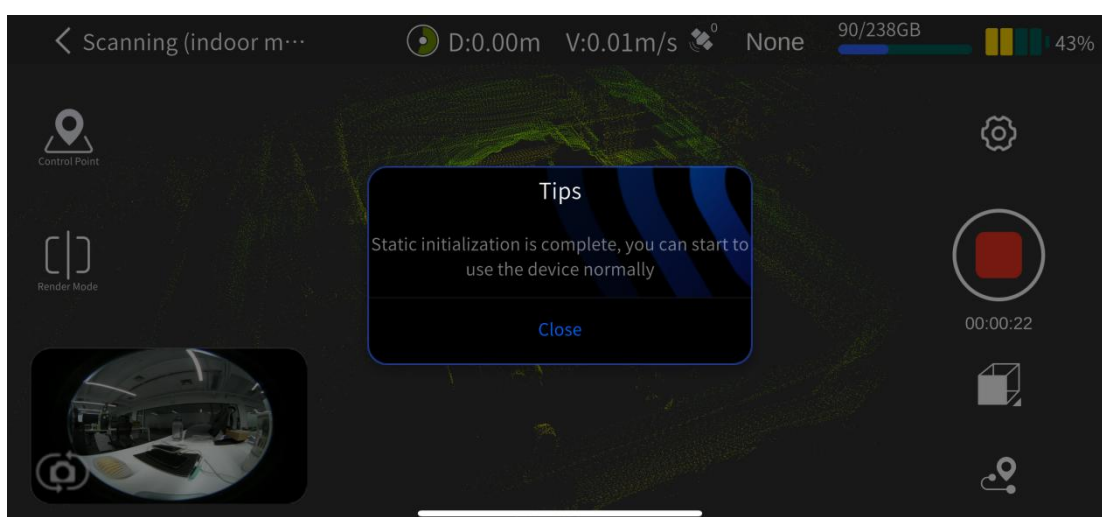 Scanning (indoor m···
D:0.00m
V:0.01m/s
0
None
90/238GB
43%
Control Point
Render Mode
Tips
Static initialization is complete, you can start to
use the device normally
Close
00:00:22